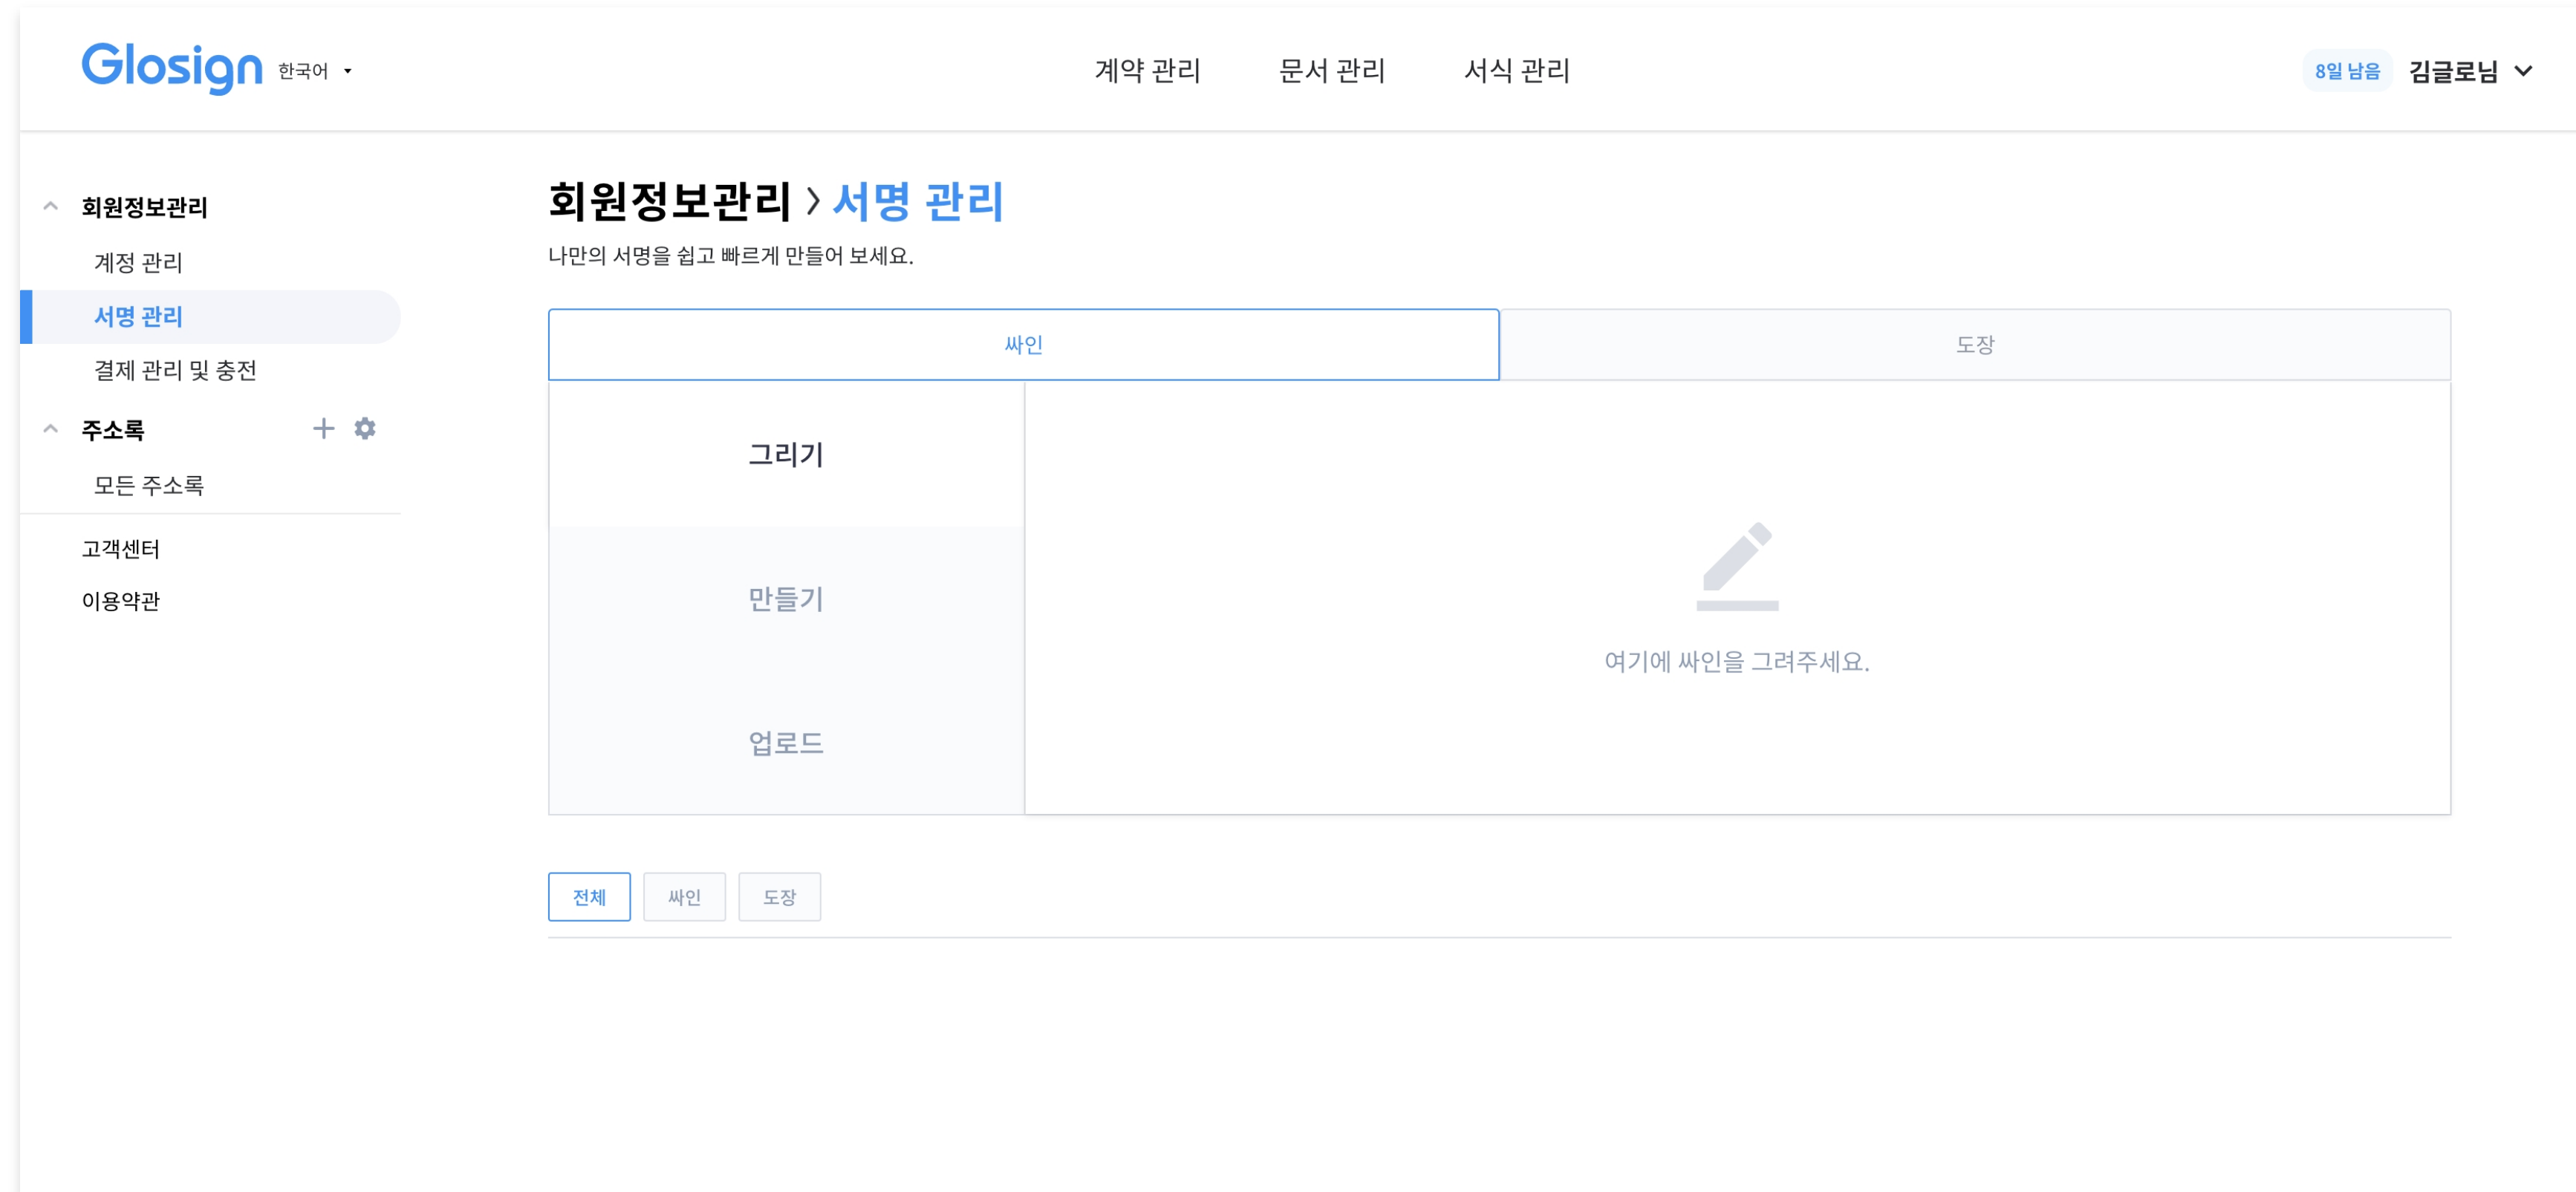 Glosign 한국어
계약 관리 문서 관리 서식 관리
8일 남음 김글로님
회원정보관리
계정 관리
서명 관리
결제 관리 및 충전
주소록
모든 주소록
고객센터
이용약관
회원정보관리 > 서명 관리
나만의 서명을 쉽고 빠르게 만들어 보세요.
싸인 도장
그리기
만들기
업로드
여기에 싸인을 그려주세요.
전체 싸인 도장